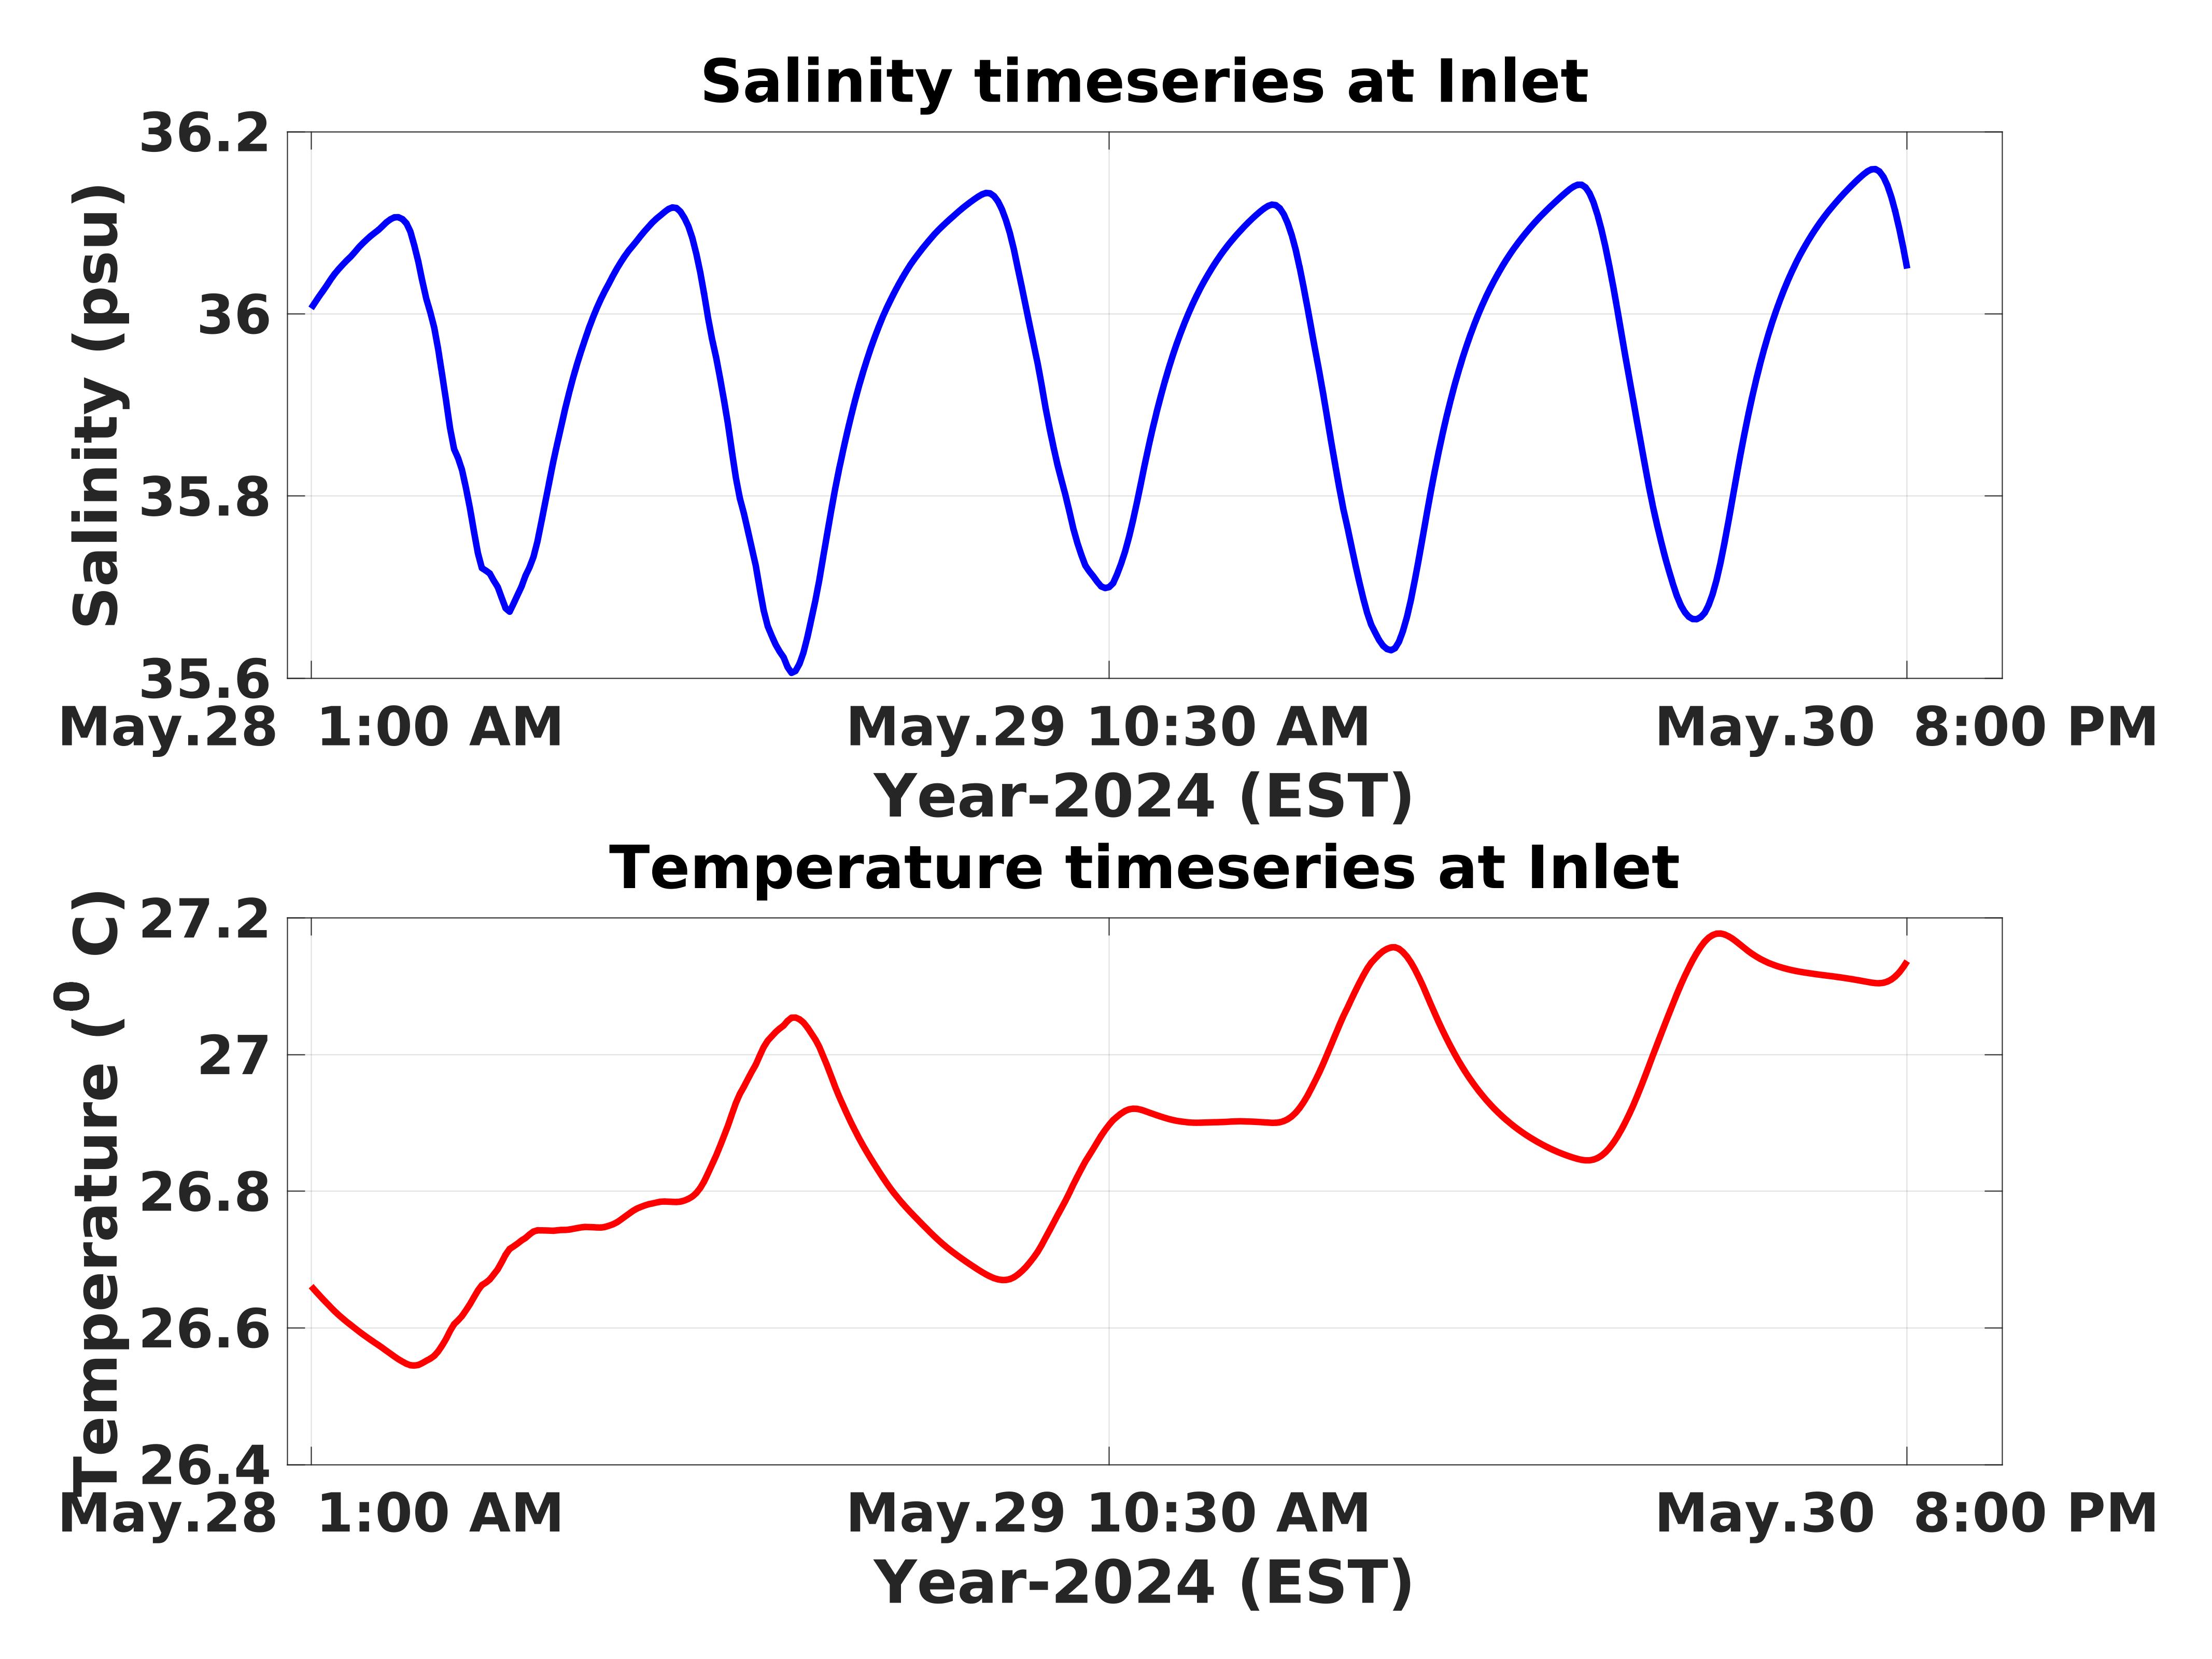 Salinity timeseries at Inlet
Salinity (psu)
36.2
36
35.8
35.6
May.28  1:00 AM
May.29 10:30 AM
May.30  8:00 PM
Year-2024 (EST)
Temperature timeseries at Inlet
Temperature (⁰ C)
27.2
27
26.8
26.6
26.4
May.28  1:00 AM
May.29 10:30 AM
May.30  8:00 PM
Year-2024 (EST)